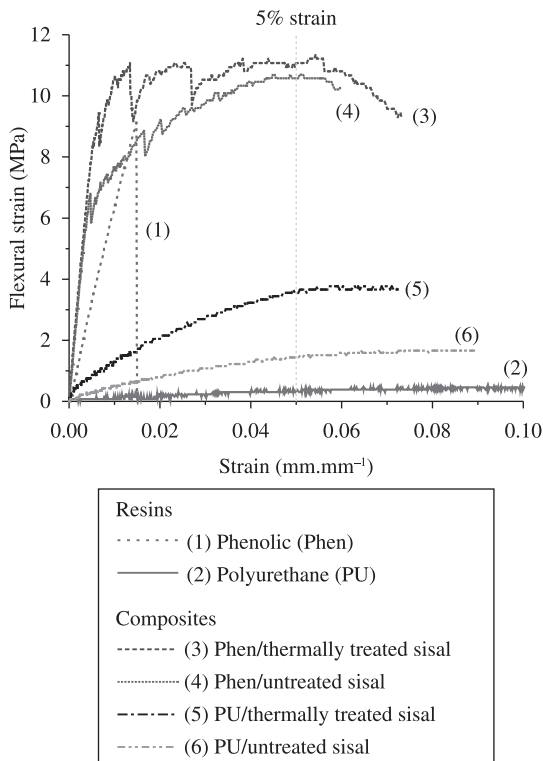 5% strain
12
10
8
6
4
2
0
Flexural strain (MPa)
(1)
(2)
(3)
(4)
(5)
(6)
0.00 0.02 0.04 0.06 0.08 0.10
Strain (mm.mm⁻¹)
Resins
(1) Phenolic (Phen)
(2) Polyurethane (PU)
Composites
(3) Phen/thermally treated sisal
(4) Phen/untreated sisal
(5) PU/thermally treated sisal
(6) PU/untreated sisal